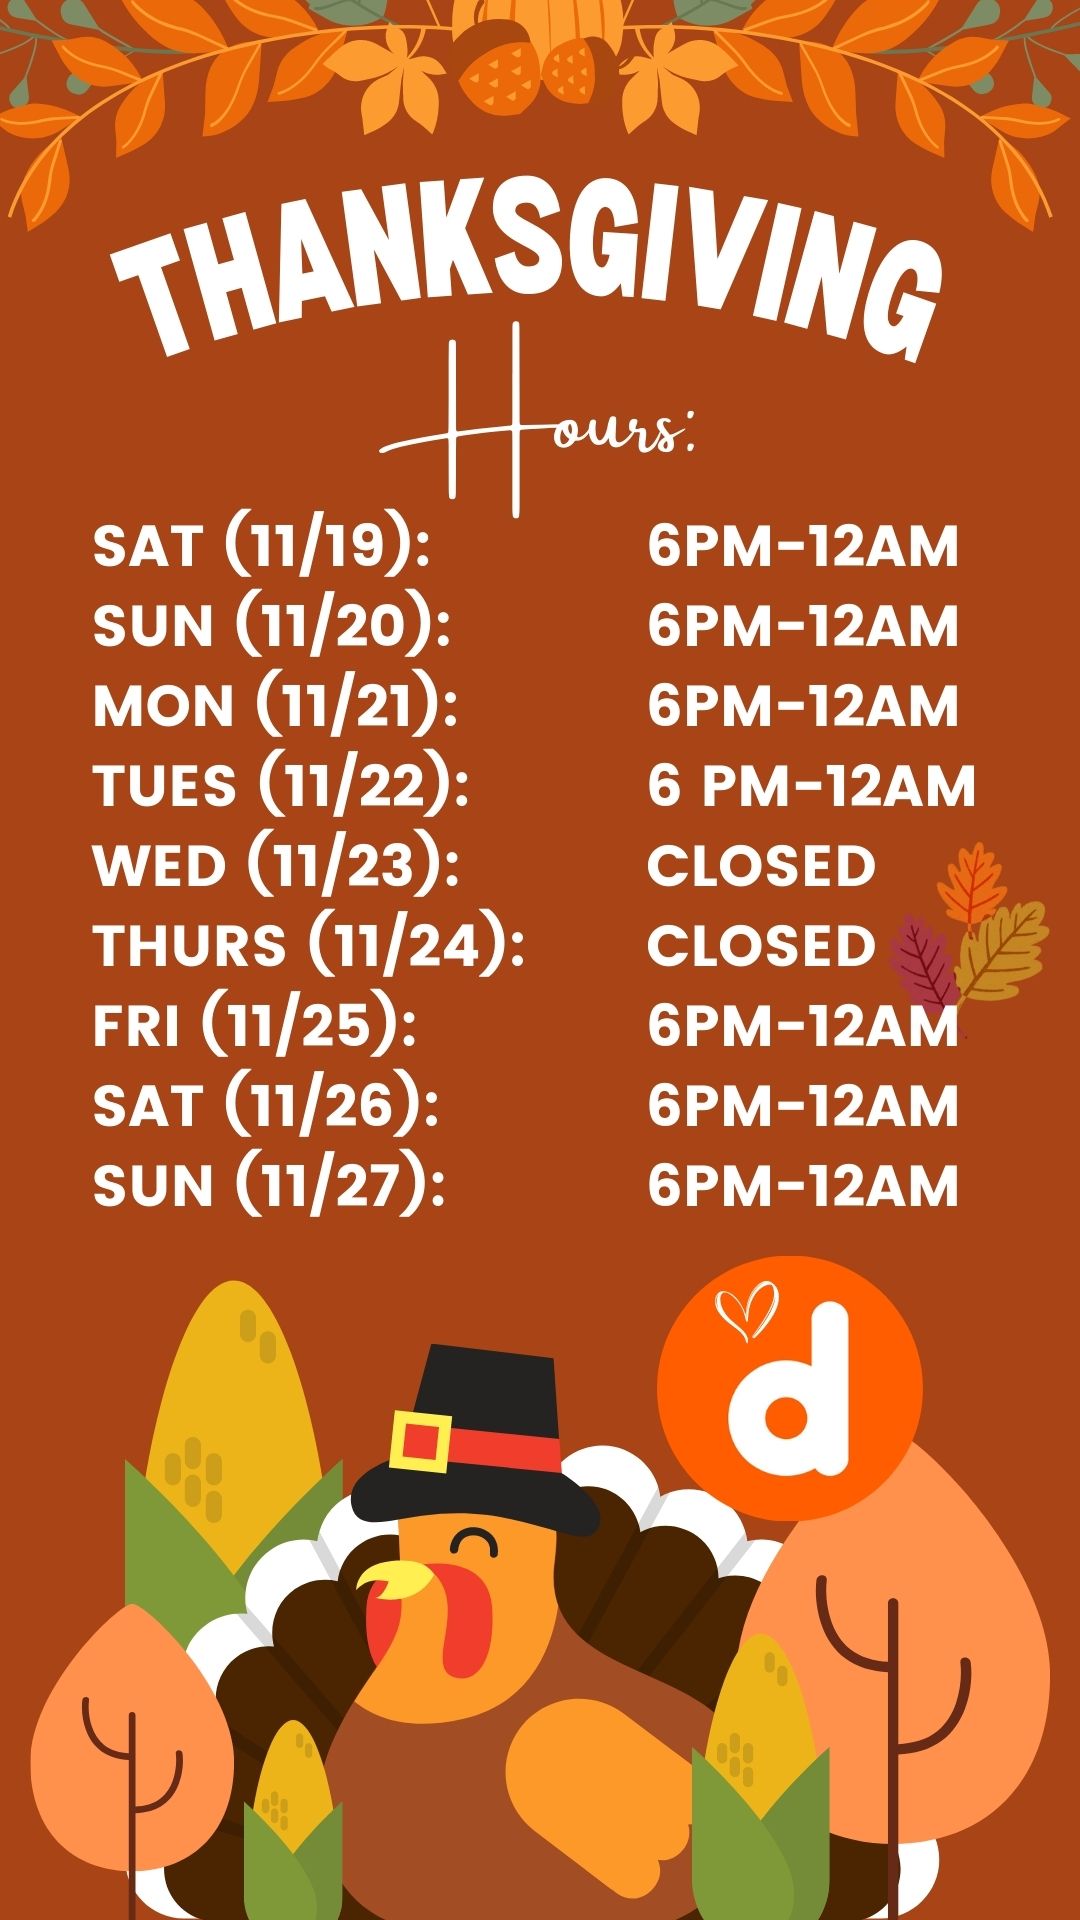 THANKSGIVING
Hours:
SAT (11/19): 6PM-12AM
SUN (11/20): 6PM-12AM
MON (11/21): 6PM-12AM
TUES (11/22): 6 PM-12AM
WED (11/23): CLOSED
THURS (11/24): CLOSED
FRI (11/25): 6PM-12AM
SAT (11/26): 6PM-12AM
SUN (11/27): 6PM-12AM
d